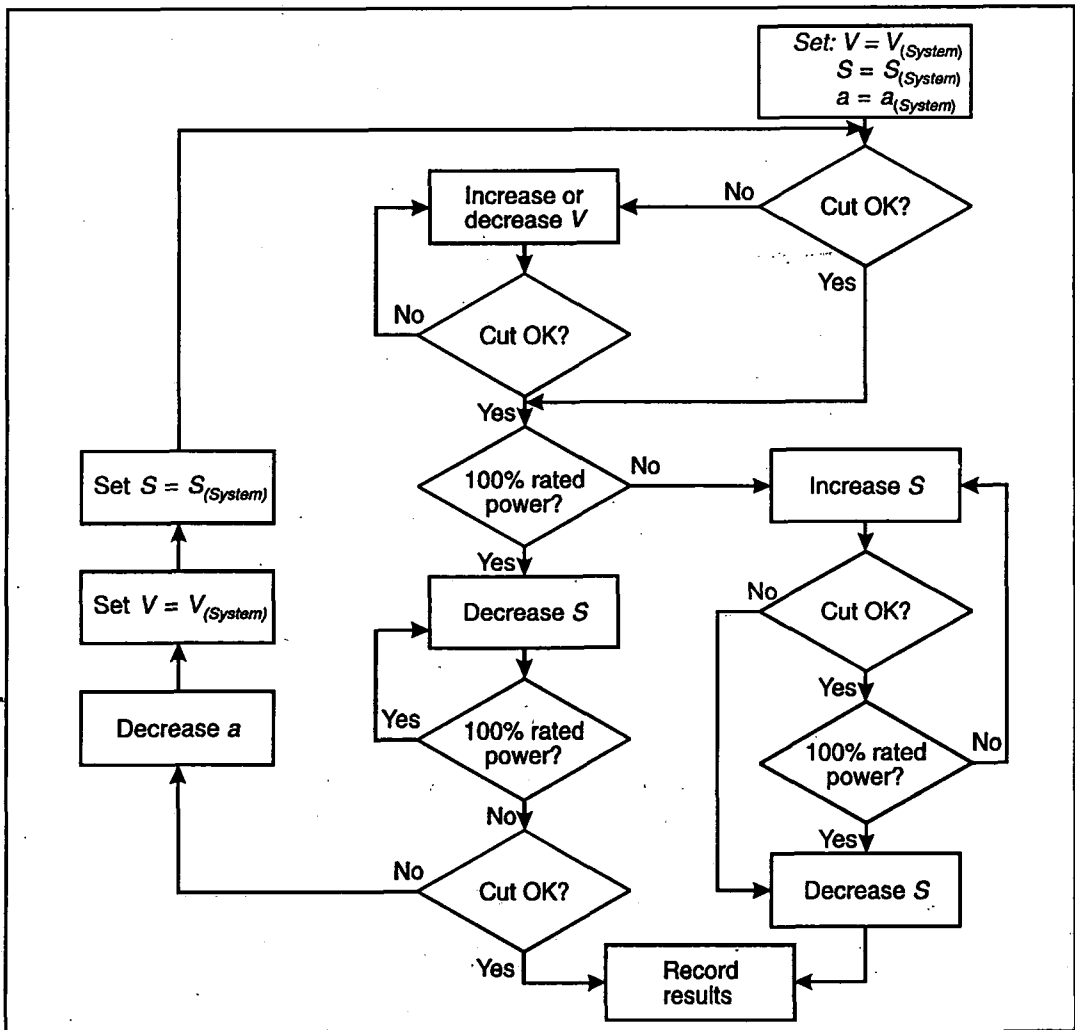 Set: V = V(System)
S = S(System)
a = a(System)
Cut OK?
No
Yes
Increase or
decrease V
Cut OK?
No
Yes
100% rated
power?
No
Yes
Increase S
Cut OK?
No
Yes
100% rated
power?
No
Yes
Decrease S
Decrease S
100% rated
power?
Yes
No
Cut OK?
No
Yes
Decrease a
Set V = V(System)
Set S = S(System)
Record
results